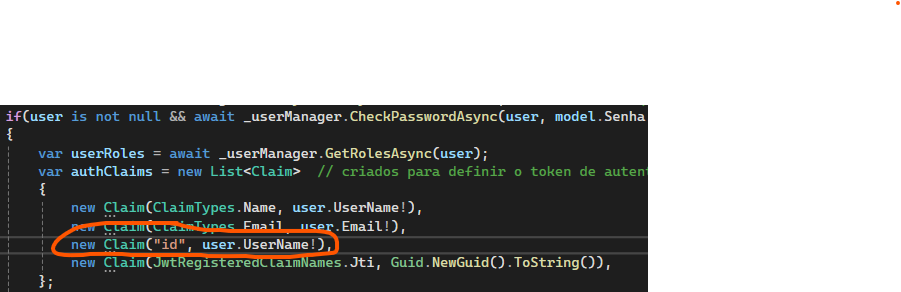 if(user is not null && await _userManager.CheckPasswordAsync(user, model.Senha
{
var userRoles = await _userManager.GetRolesAsync(user);
var authClaims = new List<Claim> // criados para definir o token de autent
{
new Claim(ClaimTypes.Name, user.UserName!),
new Claim(ClaimTypes.Email, user.Email!),
new Claim("id", user.UserName!),
new Claim(JwtRegisteredClaimNames.Jti, Guid.NewGuid().ToString()),
};